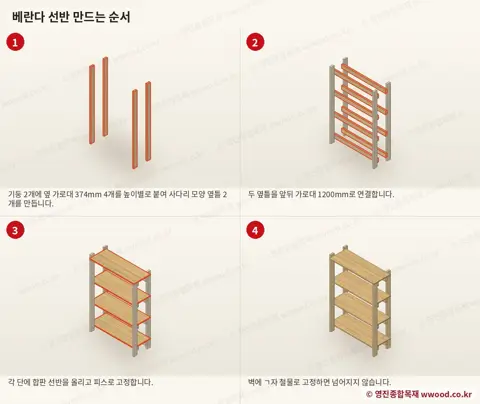 베란다 선반 만드는 순서
1
기둥 2개에 옆 가로대 374mm 4개를 높이별로 붙여 사다리 모양 옆틀 2
개를 만듭니다.
2
두 옆틀을 앞뒤 가로대 1200mm로 연결합니다.
3
각 단에 합판 선반을 올리고 피스로 고정합니다.
4
벽에 ㄱ자 철물로 고정하면 넘어지지 않습니다.
© 영진종합목재 wwood.co.kr